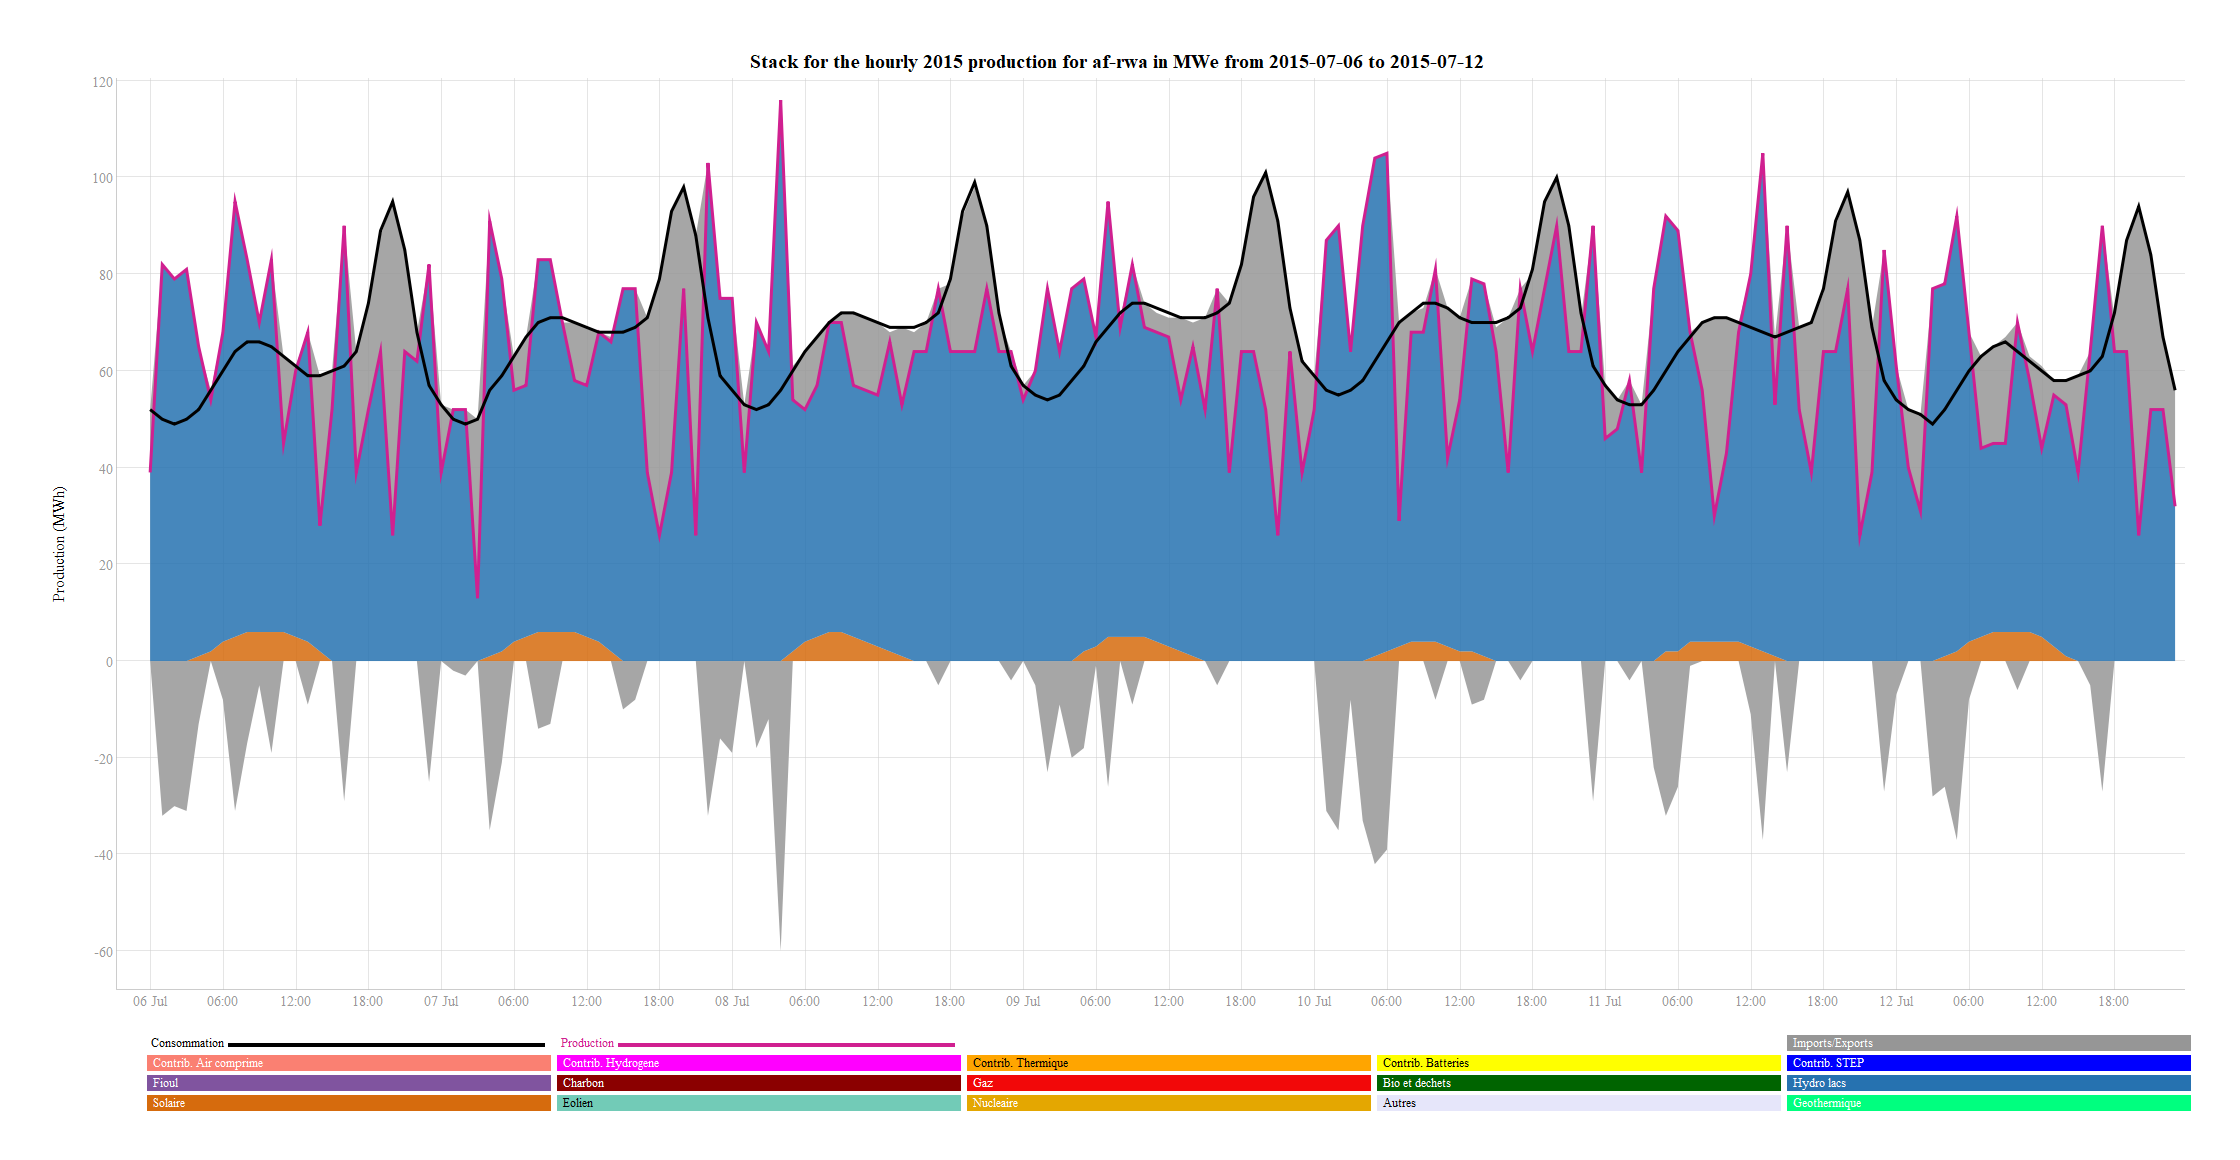 Stack for the hourly 2015 production for af-rwa in MWe from 2015-07-06 to 2015-07-12
120
100
80
60
40
20
0
-20
-40
-60
Production (MWh)
06 Jul 06:00 12:00 18:00 07 Jul 06:00 12:00 18:00 08 Jul 06:00 12:00 18:00 09 Jul 06:00 12:00 18:00 10 Jul 06:00 12:00 18:00 11 Jul 06:00 12:00 18:00 12 Jul 06:00 12:00 18:00
Consommation Production Imports/Exports
Contrib. Air comprime Contrib. Hydrogene Contrib. Thermique Contrib. Batteries Contrib. STEP
Fioul Charbon Gaz Bio et dechets Hydro lacs
Solaire Eolien Nucleaire Autres Geothermique